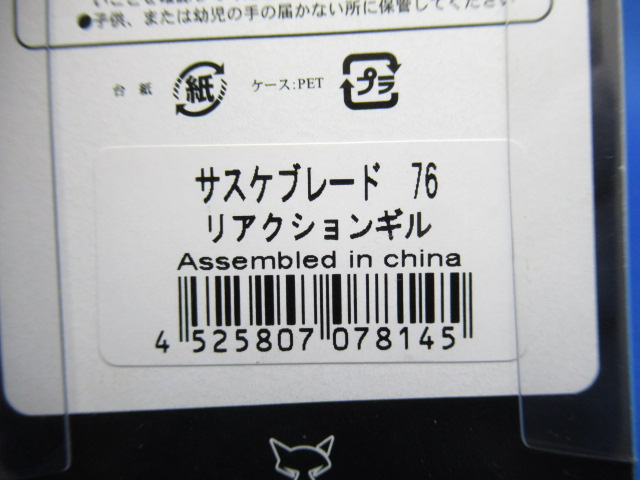 ●子供、または幼児の手の届かない所に保管してください
台紙
紙
ケース:PET
プラ
サスケブレード 76
リアクションギル
Assembled in china
4 525807 078145